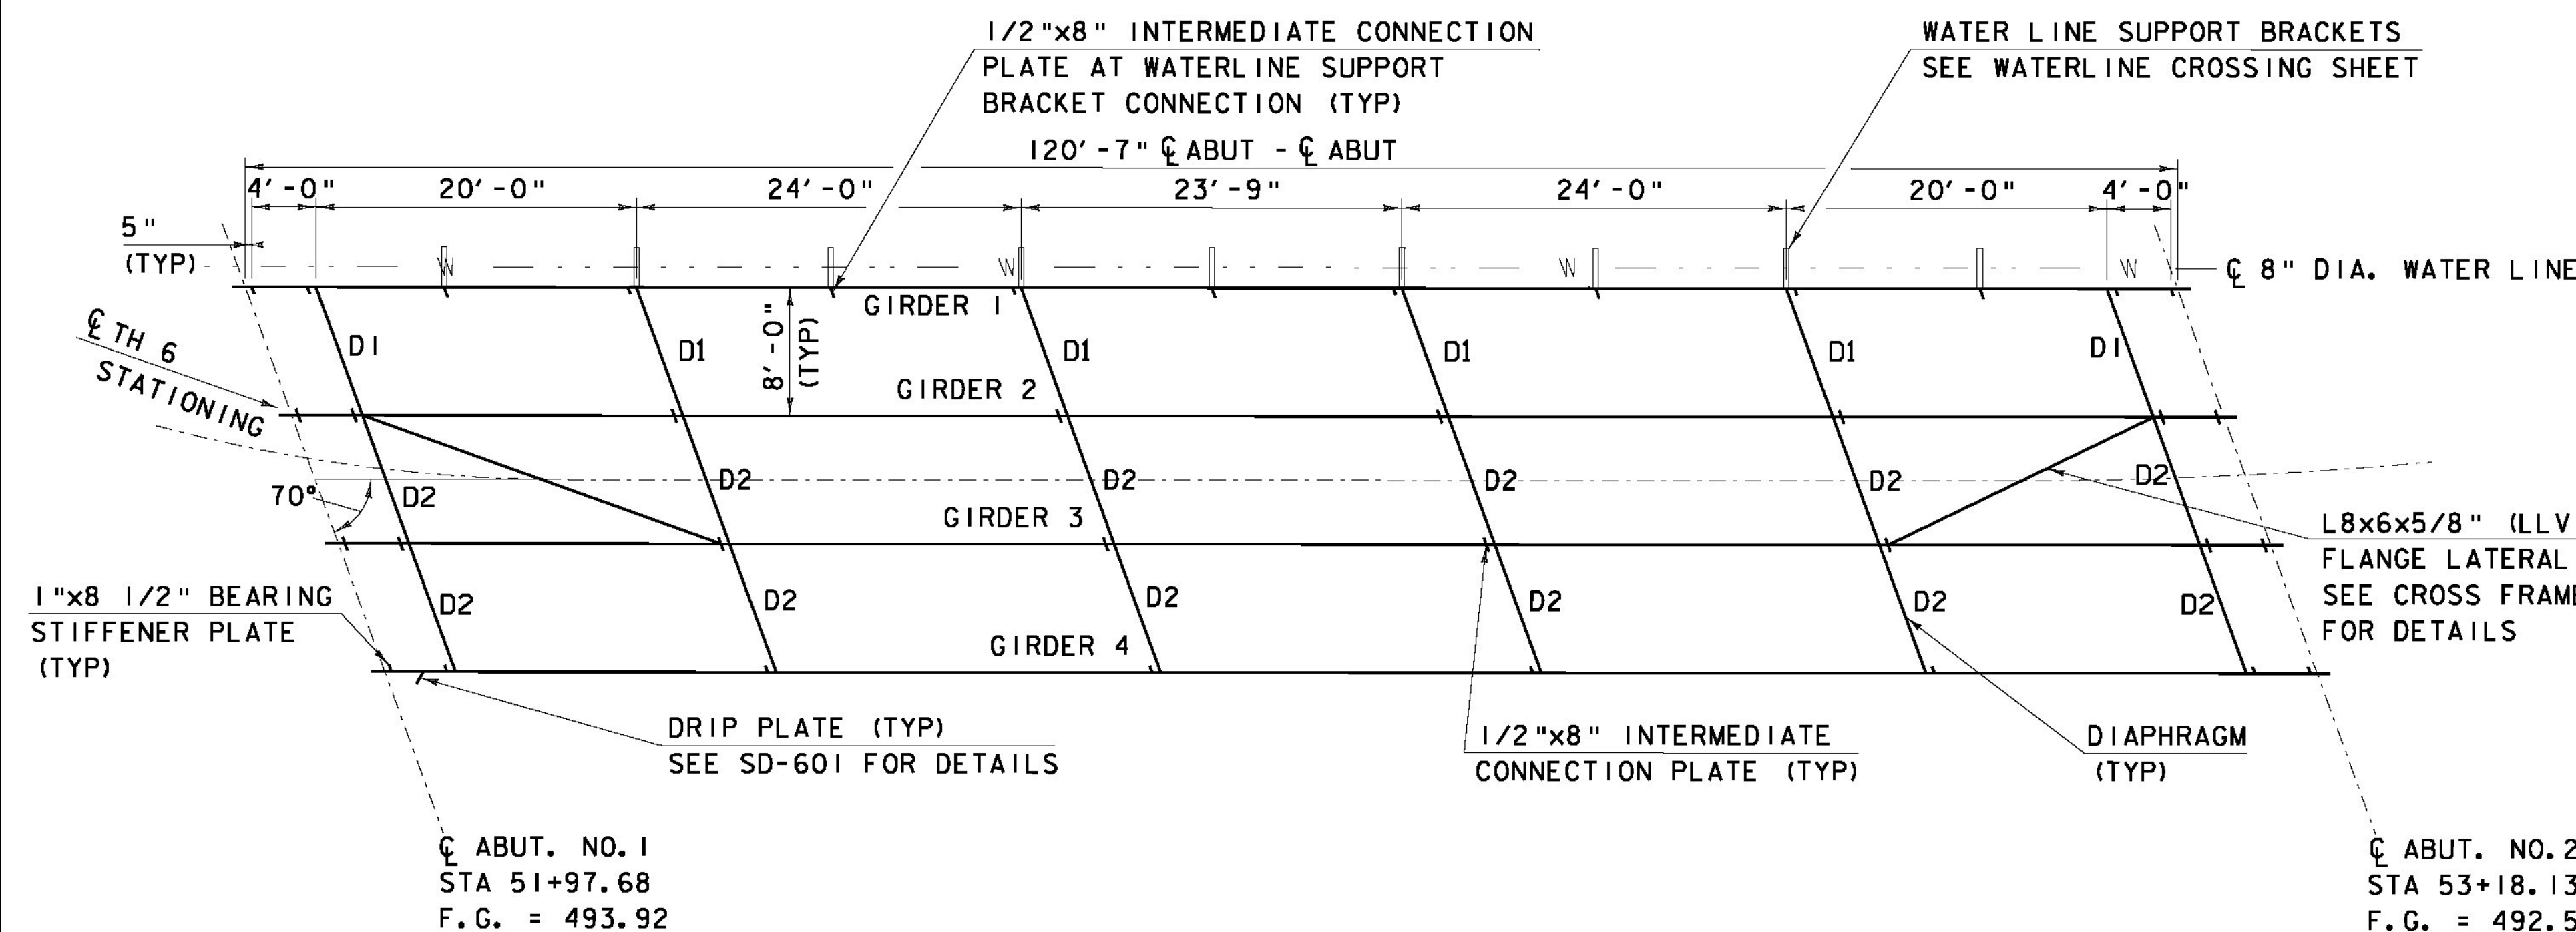 1/2"x8" INTERMEDIATE CONNECTION
PLATE AT WATERLINE SUPPORT
BRACKET CONNECTION (TYP)
WATER LINE SUPPORT BRACKETS
SEE WATERLINE CROSSING SHEET
120'-7" ℄ ABUT - ℄ ABUT
4'-0" 20'-0" 24'-0" 23'-9" 24'-0" 20'-0" 4'-0"
5"
(TYP)
W W W W
℄ 8" DIA. WATER LINE
GIRDER 1
8'-0"
(TYP)
℄ TH 6
STATIONING
D1 D1 D1 D1 D1 D1
GIRDER 2
70°
D2 D2 D2 D2 D2 D2
GIRDER 3
L8x6x5/8" (LLV
FLANGE LATERAL
SEE CROSS FRAM
FOR DETAILS
1"x8 1/2" BEARING
STIFFENER PLATE
(TYP)
D2 D2 D2 D2 D2 D2
GIRDER 4
DRIP PLATE (TYP)
SEE SD-601 FOR DETAILS
1/2"x8" INTERMEDIATE
CONNECTION PLATE (TYP)
DIAPHRAGM
(TYP)
℄ ABUT. NO.1
STA 51+97.68
F.G. = 493.92
℄ ABUT. NO.2
STA 53+18.13
F.G. = 492.5